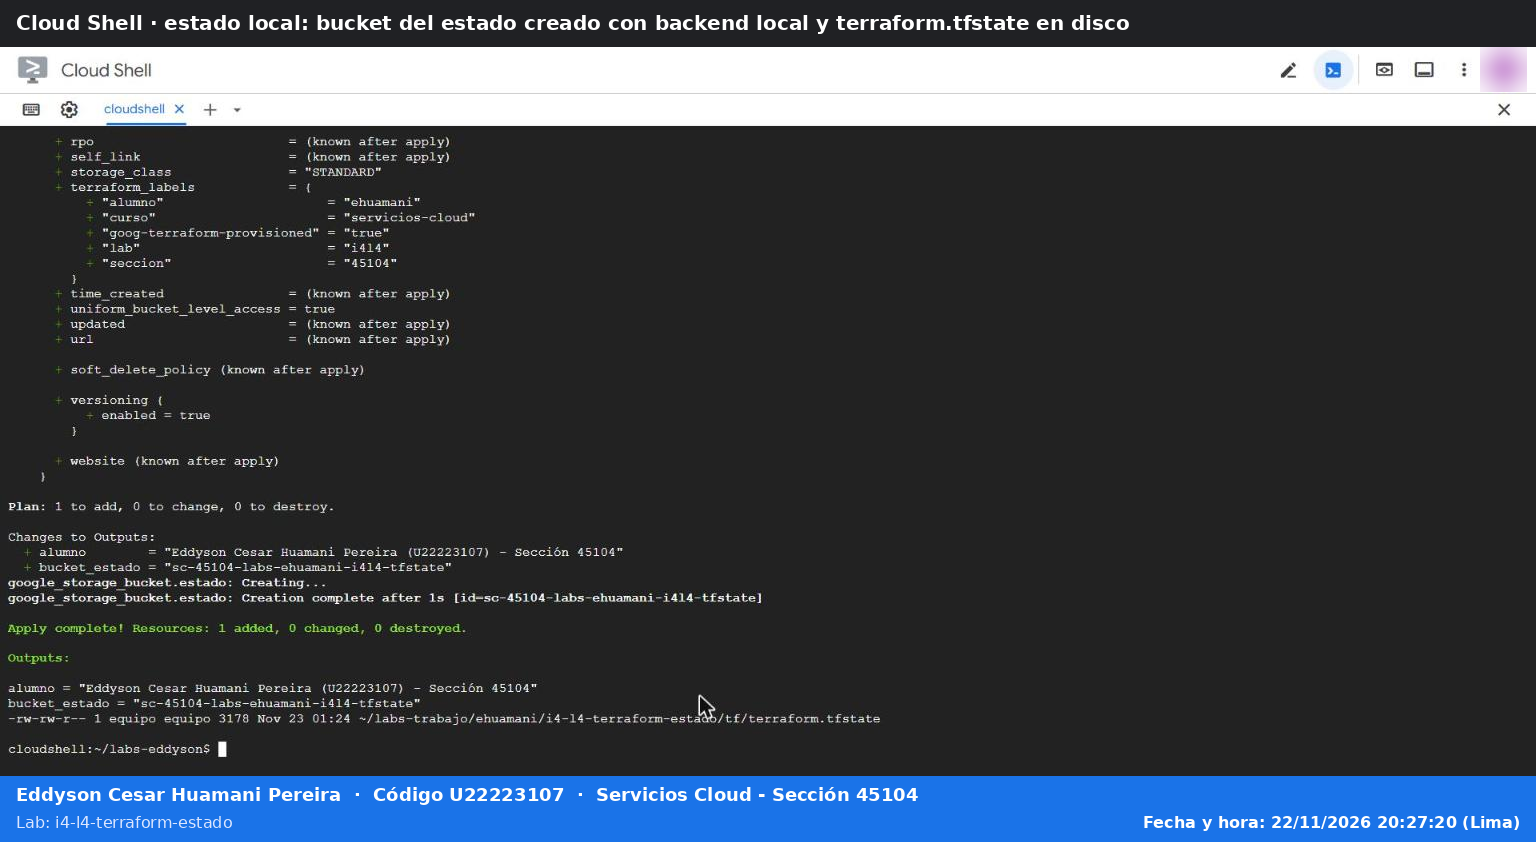 Cloud Shell · estado local: bucket del estado creado con backend local y terraform.tfstate en disco
Cloud Shell
cloudshell
+ rpo = (known after apply)
+ self_link = (known after apply)
+ storage_class = "STANDARD"
+ terraform_labels = {
+ "alumno" = "ehuamani"
+ "curso" = "servicios-cloud"
+ "goog-terraform-provisioned" = "true"
+ "lab" = "i4l4"
+ "seccion" = "45104"
}
+ time_created = (known after apply)
+ uniform_bucket_level_access = true
+ updated = (known after apply)
+ url = (known after apply)
+ soft_delete_policy (known after apply)
+ versioning {
+ enabled = true
}
+ website (known after apply)
}
Plan: 1 to add, 0 to change, 0 to destroy.
Changes to Outputs:
+ alumno = "Eddyson Cesar Huamani Pereira (U22223107) - Sección 45104"
+ bucket_estado = "sc-45104-labs-ehuamani-i4l4-tfstate"
google_storage_bucket.estado: Creating...
google_storage_bucket.estado: Creation complete after 1s [id=sc-45104-labs-ehuamani-i4l4-tfstate]
Apply complete! Resources: 1 added, 0 changed, 0 destroyed.
Outputs:
alumno = "Eddyson Cesar Huamani Pereira (U22223107) - Sección 45104"
bucket_estado = "sc-45104-labs-ehuamani-i4l4-tfstate"
-rw-rw-r-- 1 equipo equipo 3178 Nov 23 01:24 ~/labs-trabajo/ehuamani/i4-l4-terraform-estado/tf/terraform.tfstate
cloudshell:~/labs-eddyson$
Eddyson Cesar Huamani Pereira · Código U22223107 · Servicios Cloud - Sección 45104
Lab: i4-l4-terraform-estado
Fecha y hora: 22/11/2026 20:27:20 (Lima)